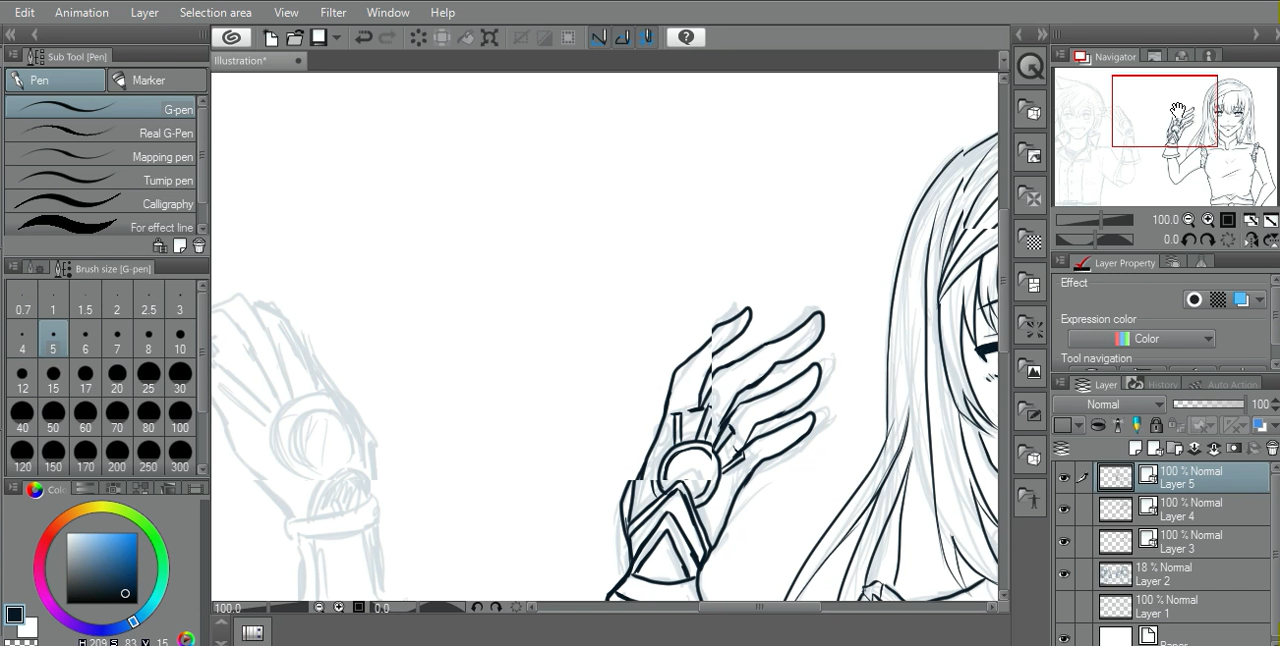 Edit Animation Layer Selection area View Filter Window Help
Sub Tool [Pen]
Pen Marker
G-pen
Real G-Pen
Mapping pen
Turnip pen
Calligraphy
For effect line
Brush size [G-pen]
0.7 1 1.5 2 2.5 3
4 5 6 7 8 10
12 15 17 20 25 30
40 50 60 70 80 100
120 150 170 200 250 300
Illustration*
100.0 0.0
Navigator
100.0
0.0
Layer Property
Effect
Expression color
Color
Tool navigation
Layer History Auto Action
Normal 100
100 % Normal
Layer 5
100 % Normal
Layer 4
100 % Normal
Layer 3
18 % Normal
Layer 2
100 % Normal
Layer 1